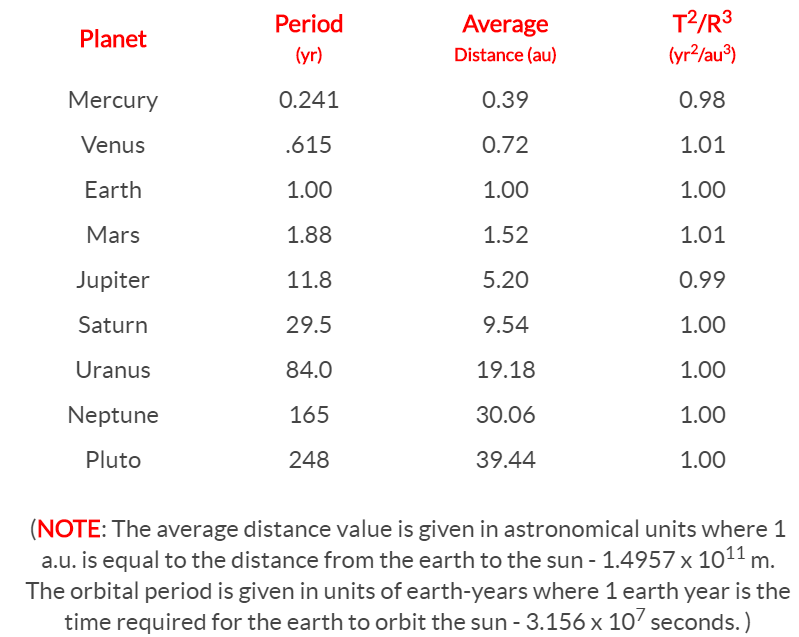 Planet Period Average T²/R³
(yr) Distance (au) (yr²/au³)
Mercury 0.241 0.39 0.98
Venus .615 0.72 1.01
Earth 1.00 1.00 1.00
Mars 1.88 1.52 1.01
Jupiter 11.8 5.20 0.99
Saturn 29.5 9.54 1.00
Uranus 84.0 19.18 1.00
Neptune 165 30.06 1.00
Pluto 248 39.44 1.00
(NOTE: The average distance value is given in astronomical units where 1
a.u. is equal to the distance from the earth to the sun - 1.4957 x 10¹¹ m.
The orbital period is given in units of earth-years where 1 earth year is the
time required for the earth to orbit the sun - 3.156 x 10⁷ seconds. )